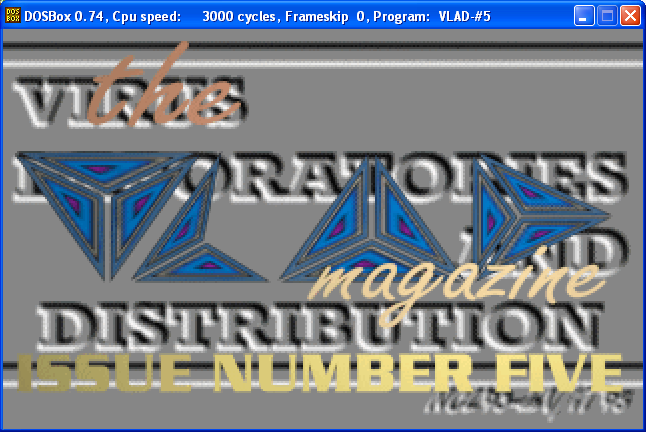 DOSBox 0.74, Cpu speed: 3000 cycles, Frameskip 0, Program: VLAD-#5
the
VIRUS
LABORATORIES
VLAD
AND
magazine
DISTRIBUTION
ISSUE NUMBER FIVE